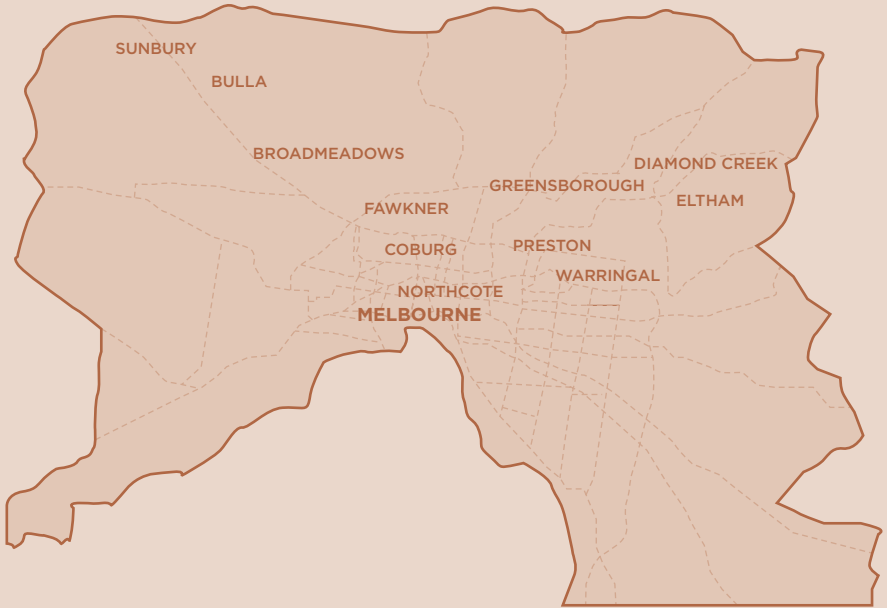 SUNBURY
BULLA
BROADMEADOWS
DIAMOND CREEK
GREENSBOROUGH
ELTHAM
FAWKNER
COBURG
PRESTON
WARRINGAL
NORTHCOTE
MELBOURNE